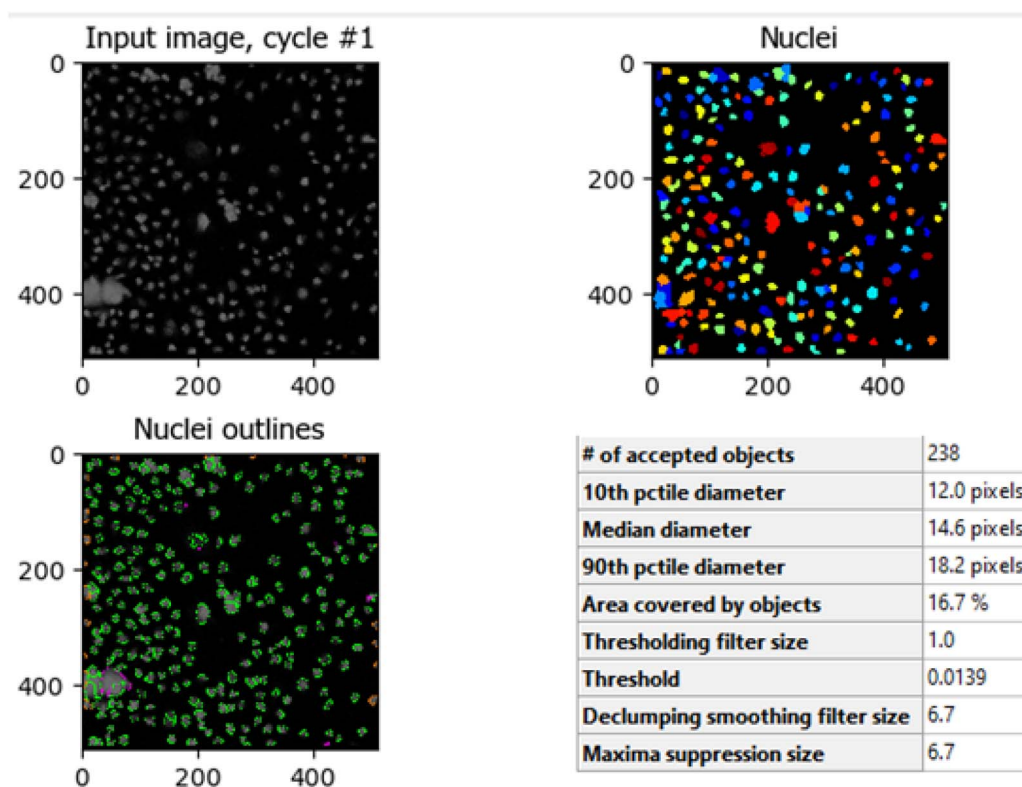 Input image, cycle #1
0
200
400
0 200 400
Nuclei
0
200
400
0 200 400
Nuclei outlines
0
200
400
0 200 400
# of accepted objects 238
10th pctile diameter 12.0 pixels
Median diameter 14.6 pixels
90th pctile diameter 18.2 pixels
Area covered by objects 16.7 %
Thresholding filter size 1.0
Threshold 0.0139
Declumping smoothing filter size 6.7
Maxima suppression size 6.7